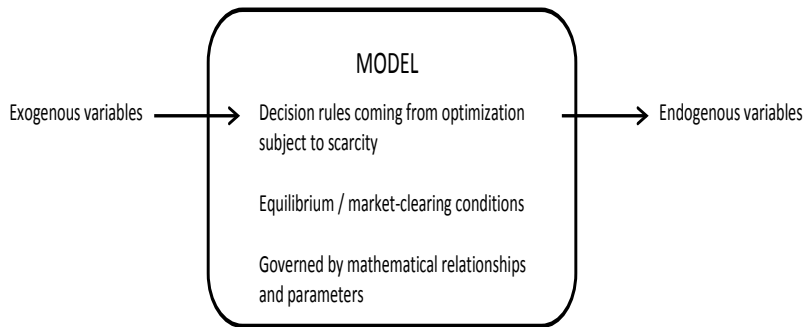 MODEL
Exogenous variables
Decision rules coming from optimization
subject to scarcity
Endogenous variables
Equilibrium / market-clearing conditions
Governed by mathematical relationships
and parameters